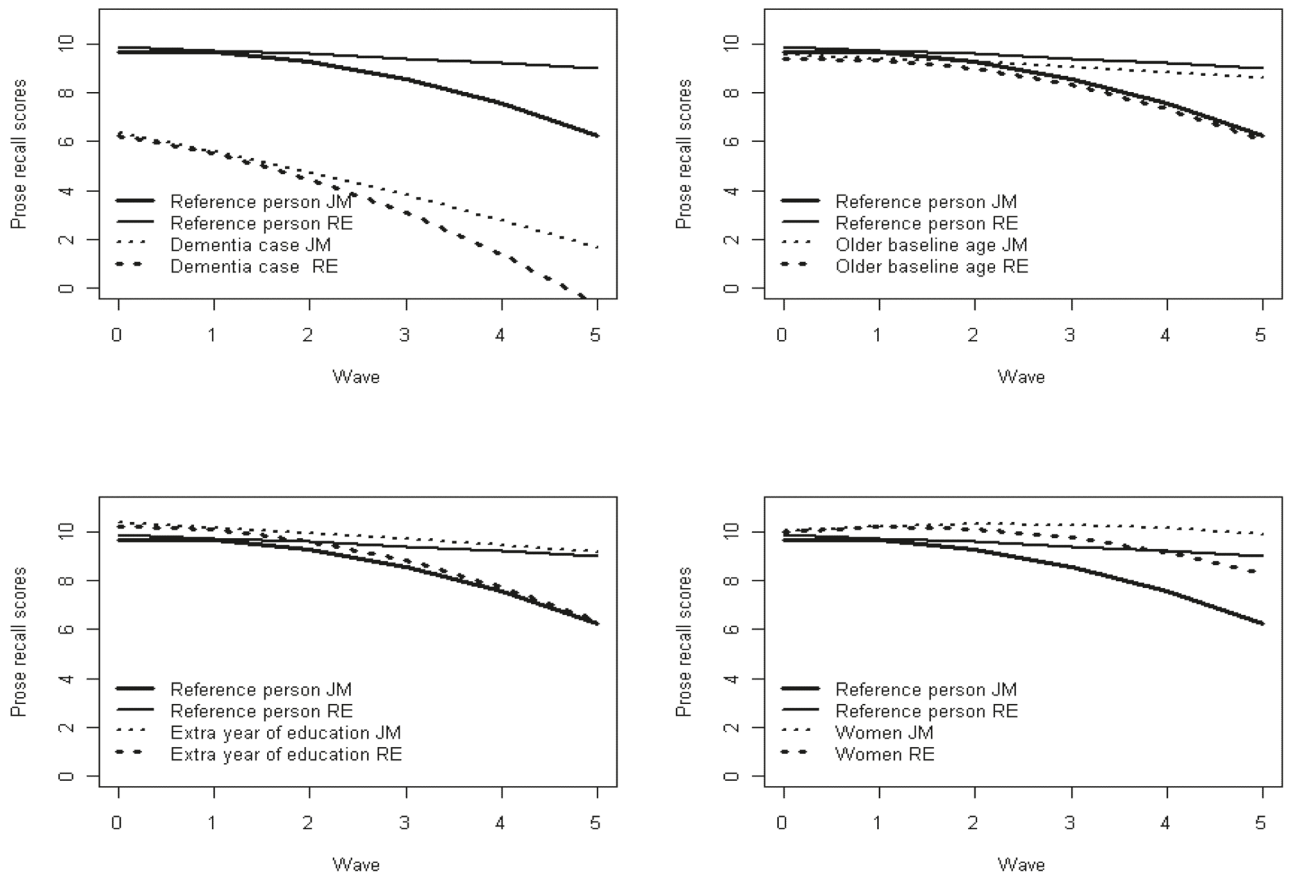 Prose recall scores
10
8
6
4
2
0
Reference person JM
Reference person RE
Dementia case JM
Dementia case RE
0 1 2 3 4 5
Wave
Prose recall scores
10
8
6
4
2
0
Reference person JM
Reference person RE
Older baseline age JM
Older baseline age RE
0 1 2 3 4 5
Wave
Prose recall scores
10
8
6
4
2
0
Reference person JM
Reference person RE
Extra year of education JM
Extra year of education RE
0 1 2 3 4 5
Wave
Prose recall scores
10
8
6
4
2
0
Reference person JM
Reference person RE
Women JM
Women RE
0 1 2 3 4 5
Wave